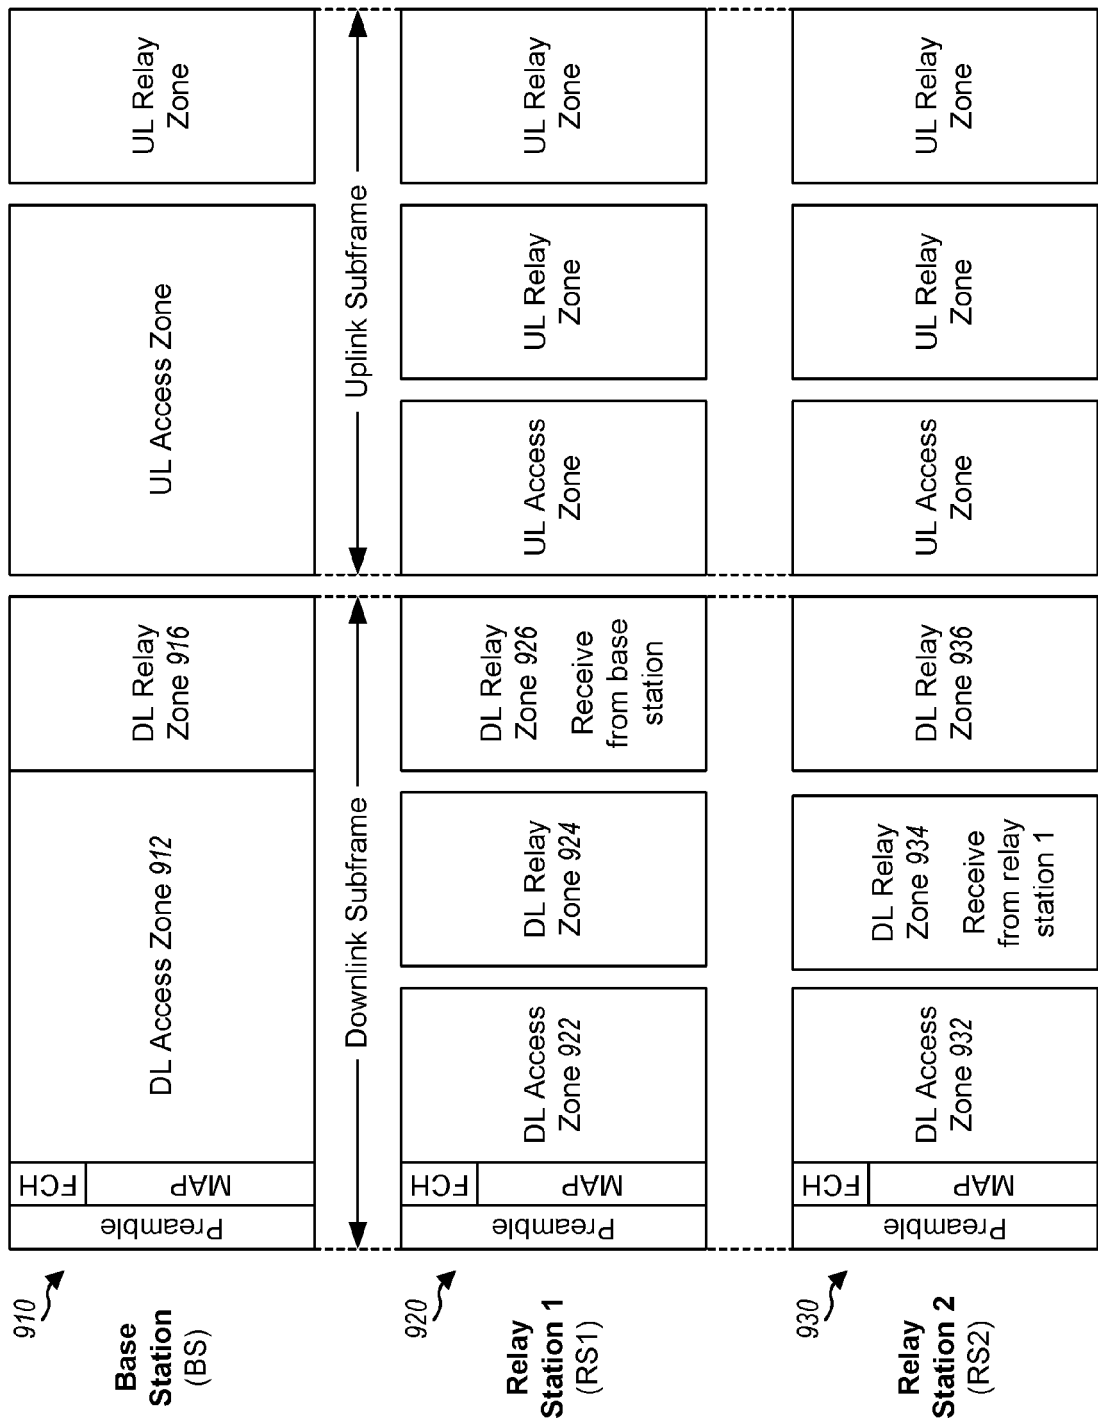 910
Base
Station
(BS)
Preamble
FCH
MAP
DL Access Zone 912
DL Relay
Zone 916
UL Access Zone
UL Relay
Zone
Downlink Subframe
Uplink Subframe
920
Relay
Station 1
(RS1)
Preamble
FCH
MAP
DL Access
Zone 922
DL Relay
Zone 924
DL Relay
Zone 926
Receive
from base
station
UL Access
Zone
UL Relay
Zone
UL Relay
Zone
930
Relay
Station 2
(RS2)
Preamble
FCH
MAP
DL Access
Zone 932
DL Relay
Zone 934
Receive
from relay
station 1
DL Relay
Zone 936
UL Access
Zone
UL Relay
Zone
UL Relay
Zone